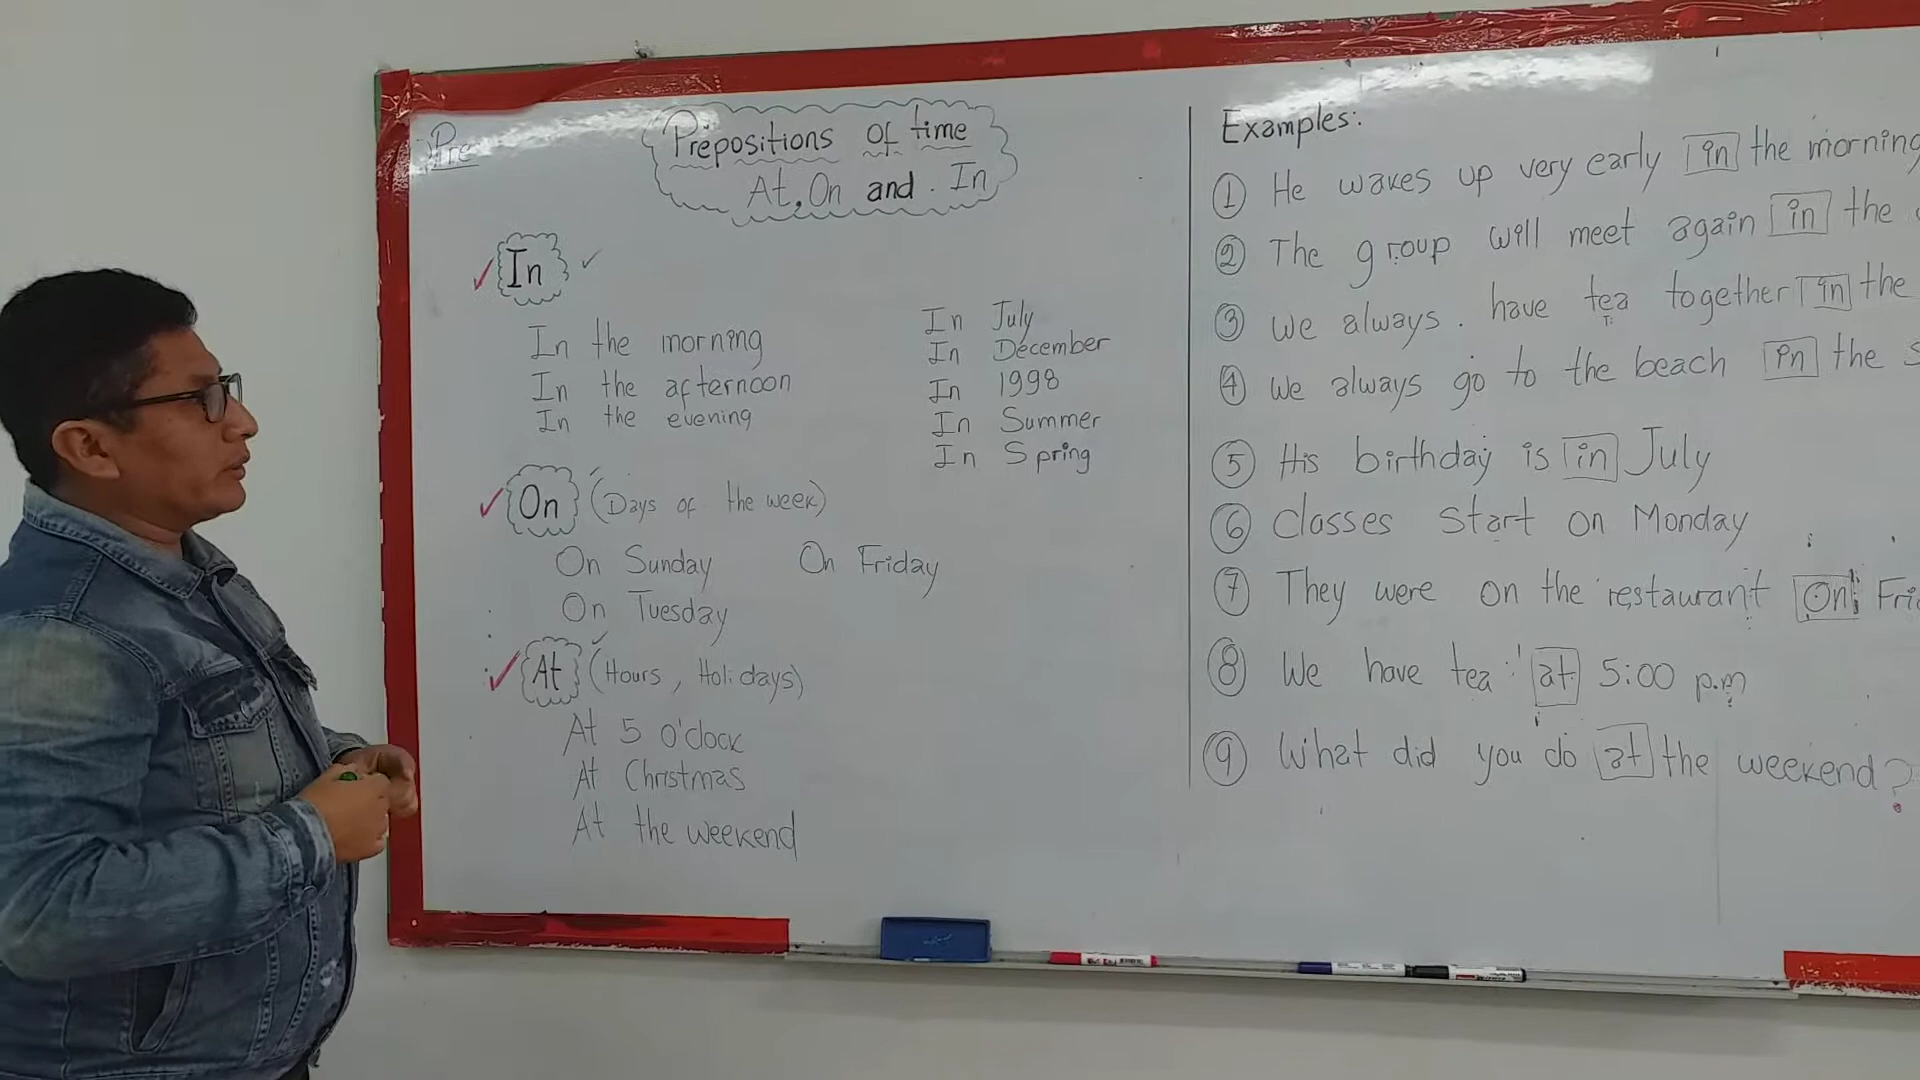 Pre
Prepositions of time
At, On and . In
In
In the morning
In the afternoon
In the evening
In July
In December
In 1998
In Summer
In Spring
On (Days of the week)
On Sunday On Friday
On Tuesday
At (Hours, Holidays)
At 5 o'clock
At Christmas
At the weekend
Examples:
1 He wakes up very early in the morning
2 The group will meet again in the
3 We always . have tea together in the
4 We always go to the beach in the s
5 His birthday is in July
6 Classes start on Monday
7 They were on the restaurant On Fri
8 We have tea at 5:00 p.m
9 What did you do at the weekend?